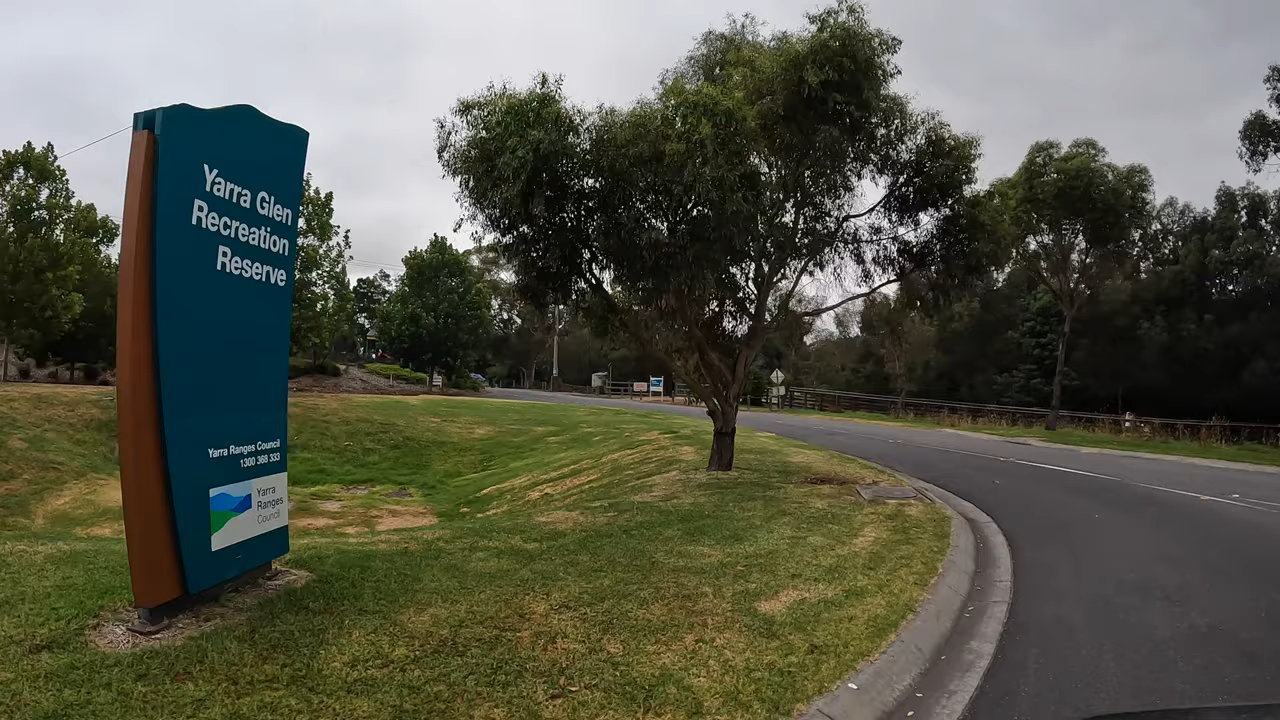 Yarra Glen
Recreation
Reserve
Yarra Ranges Council
1300 368 333
Yarra
Ranges
Council